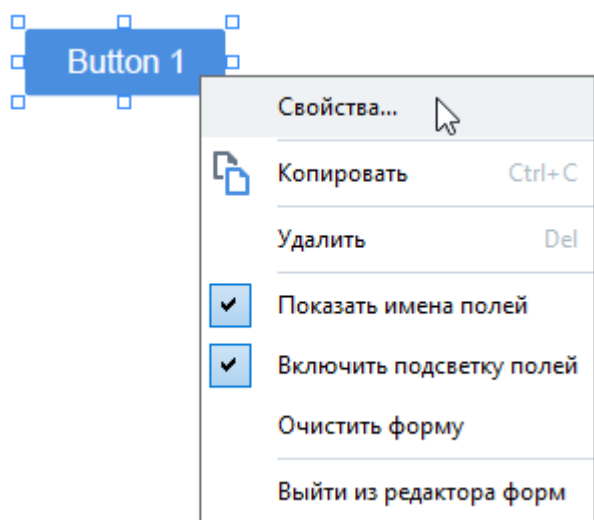 Button 1
Свойства...
Копировать Ctrl+C
Удалить Del
Показать имена полей
Включить подсветку полей
Очистить форму
Выйти из редактора форм